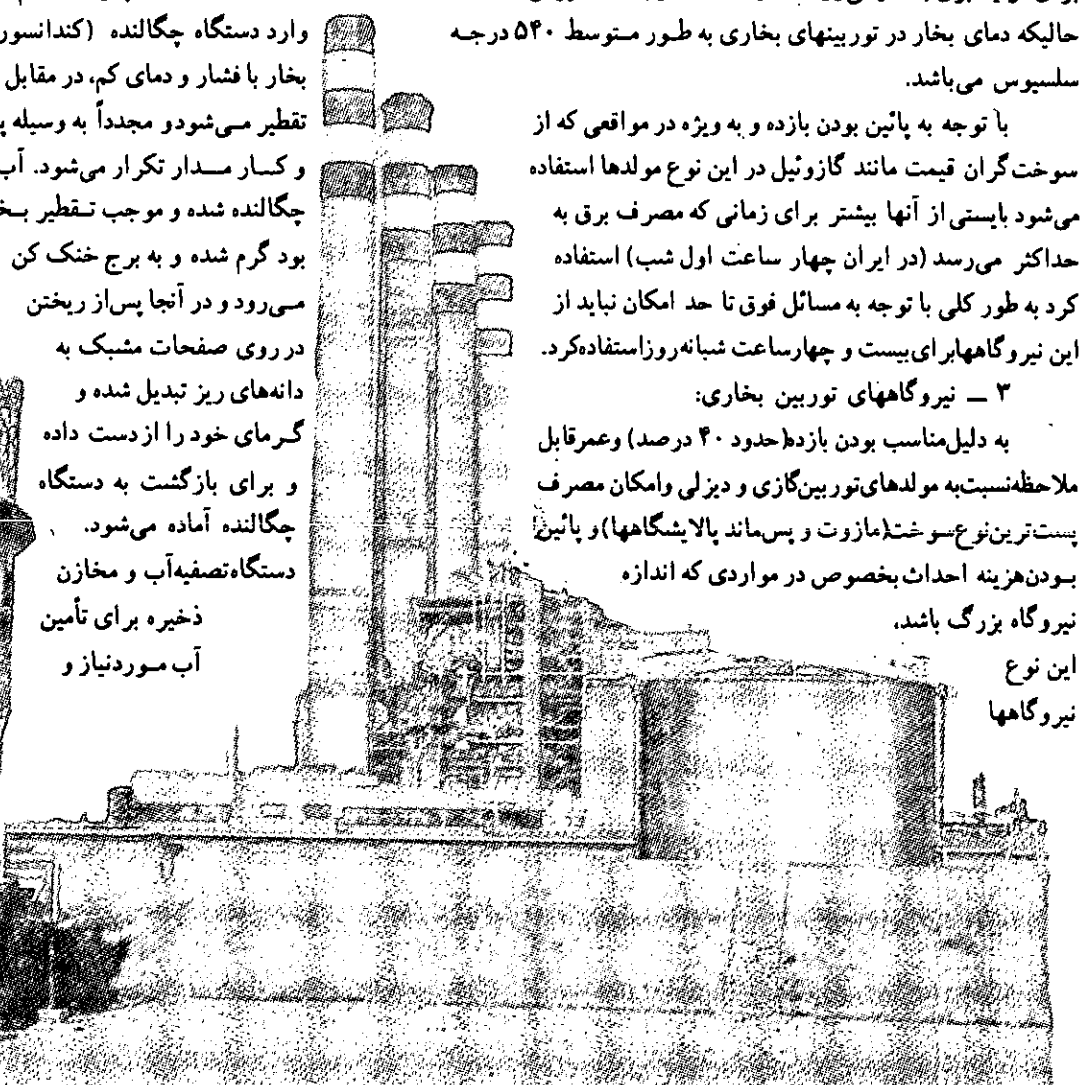 حالیکه دمای بخار در توربینهای بخاری به طور متوسط ۵۴۰ درجه
سلسیوس می‌باشد.
با توجه به پائین بودن بازده و به ویژه در مواقعی که از
سوخت گران قیمت مانند گازوئیل در این نوع مولدها استفاده
می‌شود بایستی از آنها بیشتر برای زمانی که مصرف برق به
حداکثر می‌رسد (در ایران چهار ساعت اول شب) استفاده
کرد به طور کلی با توجه به مسائل فوق تا حد امکان نباید از
این نیروگاهها برای بیست و چهار ساعت شبانه روز استفاده کرد.
۳ ـ نیروگاههای توربین بخاری:
به دلیل مناسب بودن بازده (حدود ۴۰ درصد) و عمر قابل
ملاحظه نسبت به مولدهای توربین گازی و دیزلی و امکان مصرف
پست‌ترین نوع سوخت (مازوت و پس‌ماند پالایشگاهها) و پائین
بودن هزینه احداث بخصوص در مواردی که اندازه
نیروگاه بزرگ باشد،
این نوع
نیروگاهها
وارد دستگاه چگالنده (کندانسور
بخار با فشار و دمای کم، در مقابل
تقطیر می‌شود و مجدداً به وسیله
و کار مدار تکرار می‌شود. آب
چگالنده شده و موجب تقطیر
بود گرم شده و به برج خنک کن
می‌رود و در آنجا پس از ریختن
در روی صفحات مشبک به
دانه‌های ریز تبدیل شده و
گرمای خود را از دست داده
و برای بازگشت به دستگاه
چگالنده آماده می‌شود.
دستگاه تصفیه آب و مخازن
ذخیره برای تأمین
آب موردنیاز و